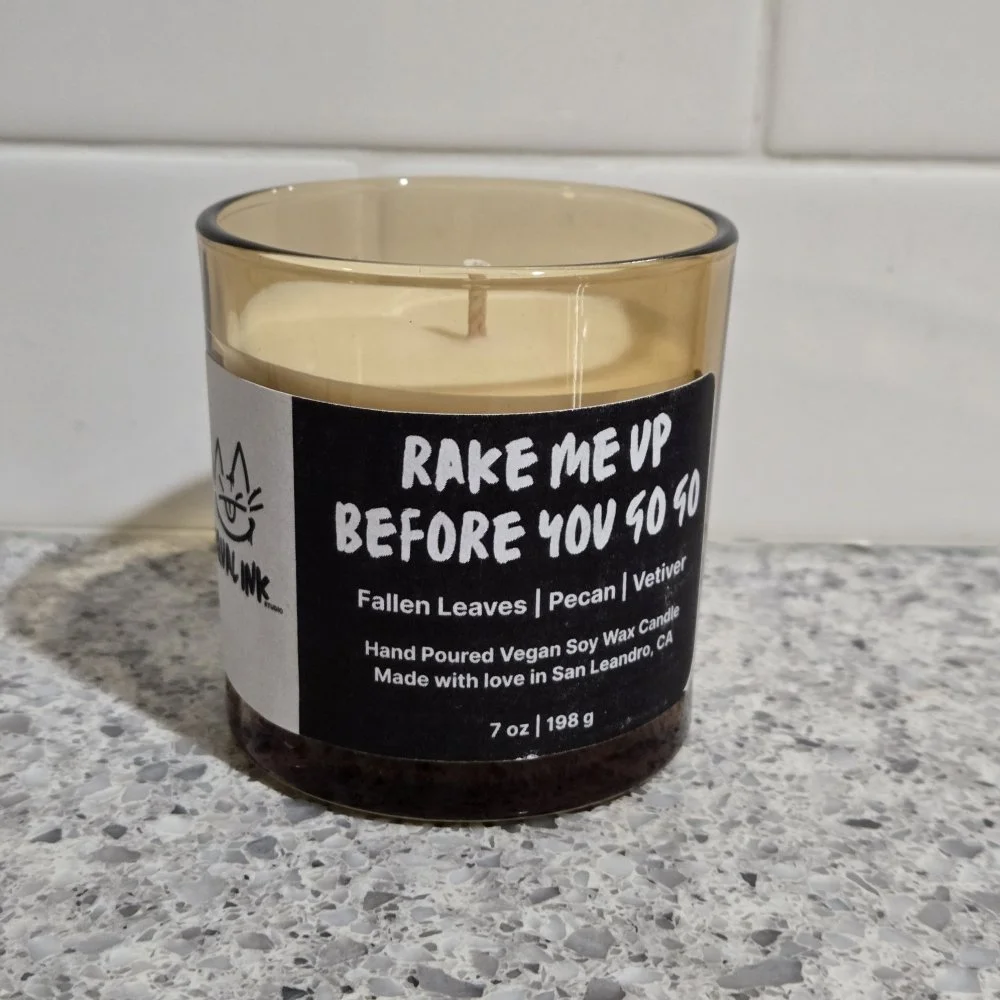 RAKE ME UP
BEFORE YOU GO GO
Fallen Leaves | Pecan | Vetiver
Hand Poured Vegan Soy Wax Candle
Made with love in San Leandro, CA
7 oz | 198 g
INK
STUDIO